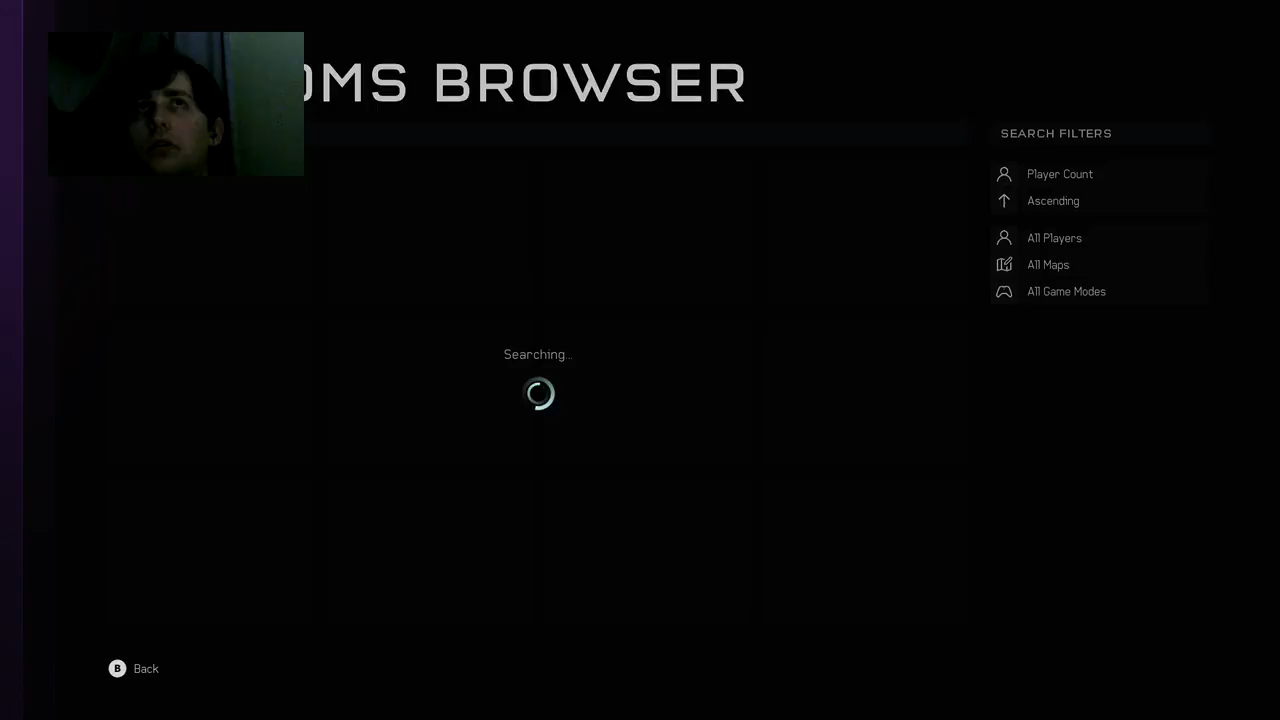 OMS BROWSER
SEARCH FILTERS
Player Count
Ascending
All Players
All Maps
All Game Modes
Searching...
B Back